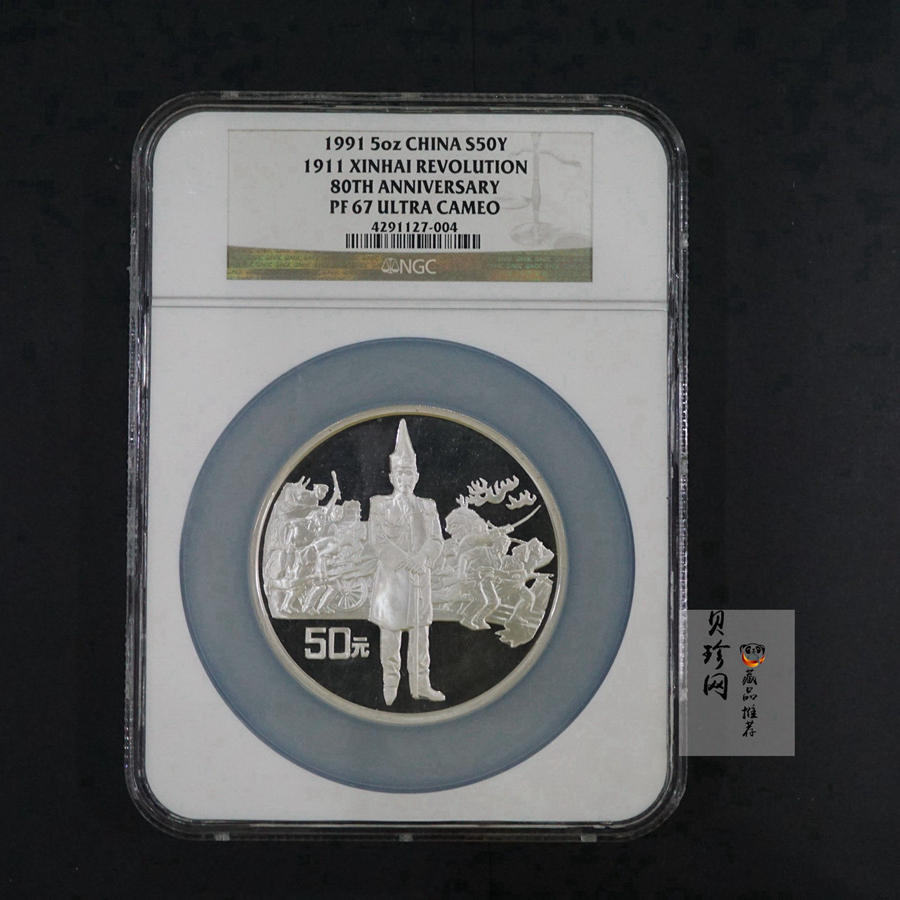 1991 5oz CHINA S50Y
1911 XINHAI REVOLUTION
80TH ANNIVERSARY
PF 67 ULTRA CAMEO
4291127-004
NGC
50元
贝珍网
藏品推荐